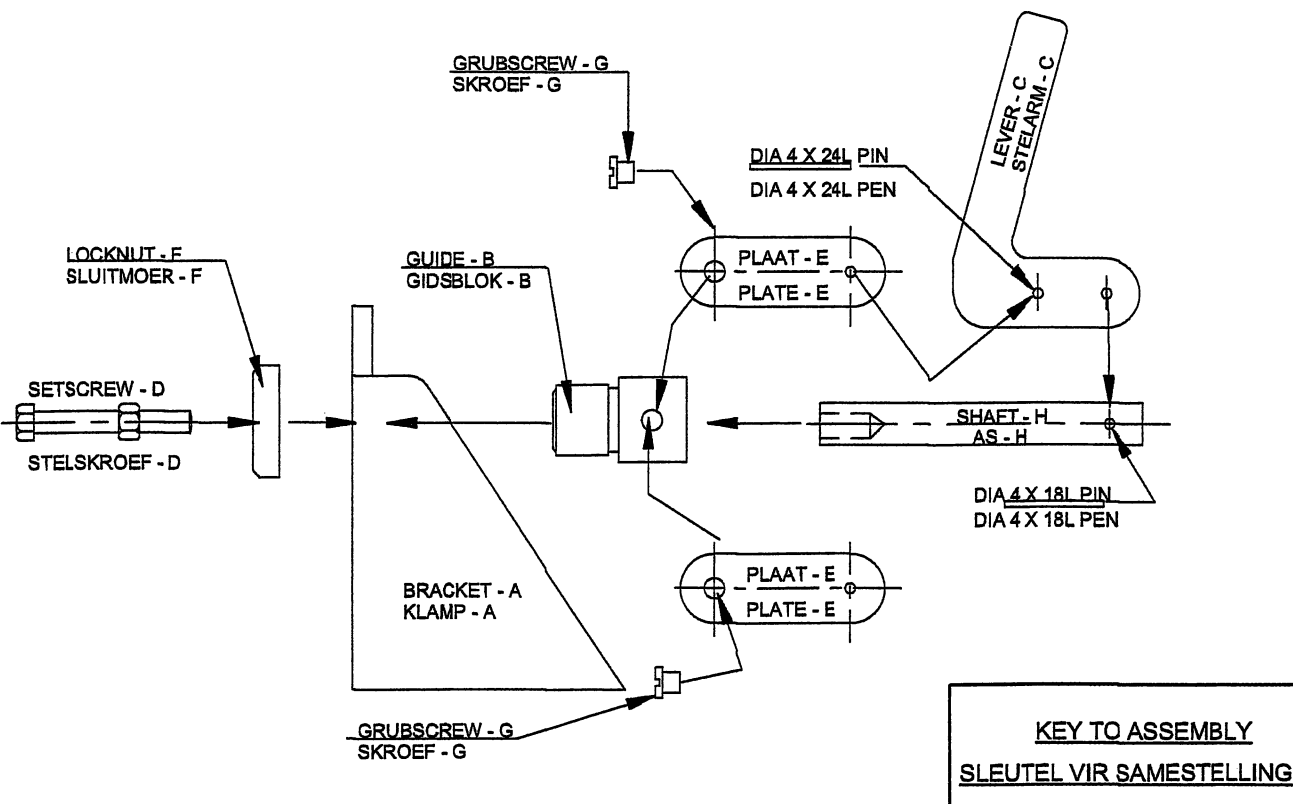 GRUBSCREW - G
SKROEF - G
DIA 4 X 24L PIN
DIA 4 X 24L PEN
LEVER - C
STELARM - C
LOCKNUT - F
SLUITMOER - F
GUIDE - B
GIDSBLOK - B
PLAAT - E
PLATE - E
SETSCREW - D
STELSKROEF - D
SHAFT - H
AS - H
DIA 4 X 18L PIN
DIA 4 X 18L PEN
BRACKET - A
KLAMP - A
PLAAT - E
PLATE - E
GRUBSCREW - G
SKROEF - G
KEY TO ASSEMBLY
SLEUTEL VIR SAMESTELLING